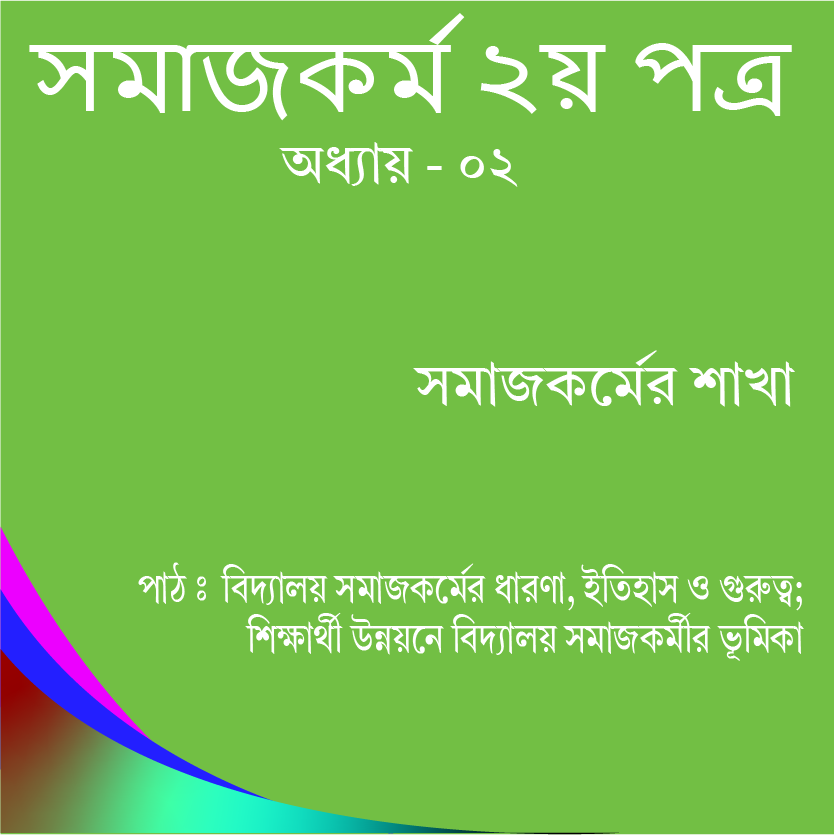 সমাজকর্ম ২য় পত্র
অধ্যায় - ০২
সমাজকর্মের শাখা
পাঠ ঃ বিদ্যালয় সমাজকর্মের ধারণা, ইতিহাস ও গুরুত্ব;
শিক্ষার্থী উন্নয়নে বিদ্যালয় সমাজকর্মীর ভূমিকা